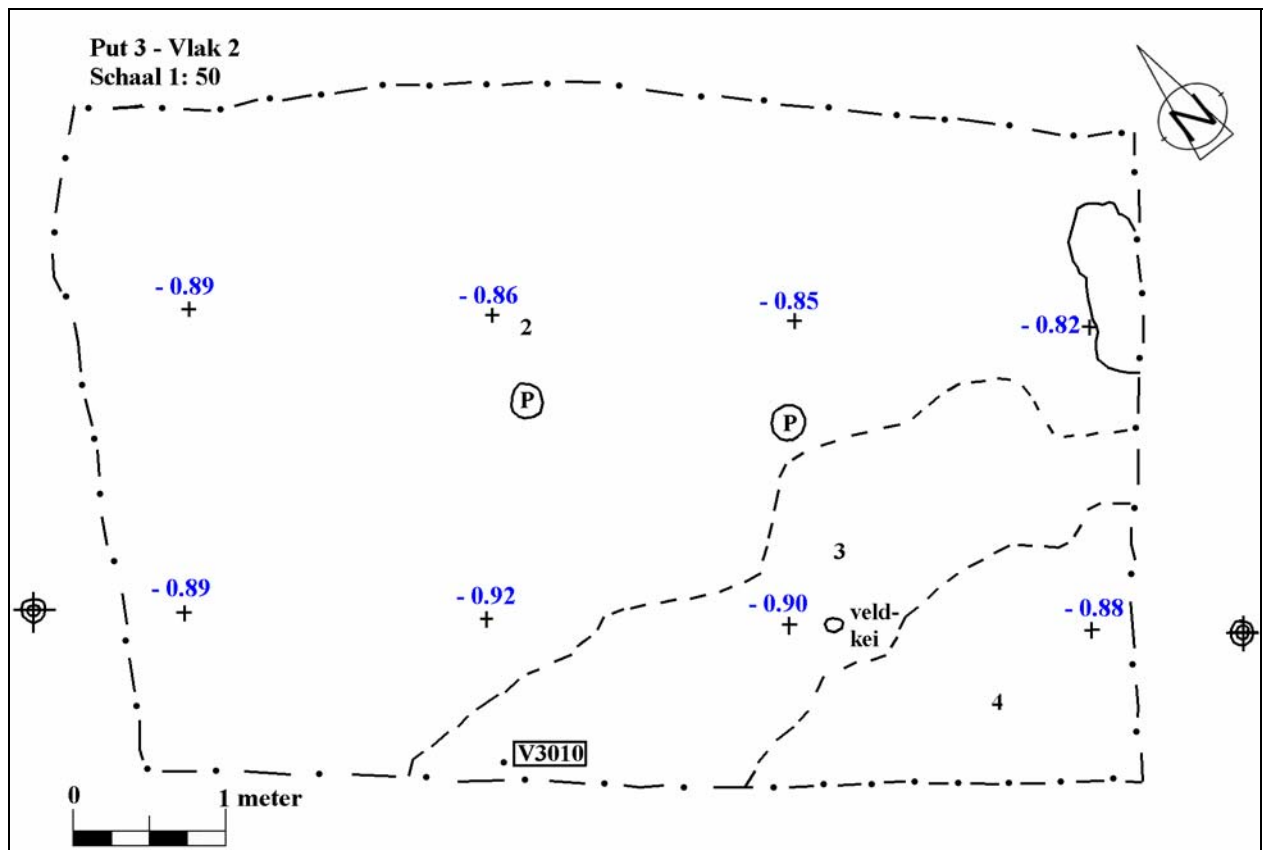 Put 3 - Vlak 2
Schaal 1: 50
N
- 0.89
- 0.86
- 0.85
- 0.82
2
P
P
3
- 0.89
- 0.92
- 0.90
- 0.88
veld-
kei
4
V3010
0 1 meter